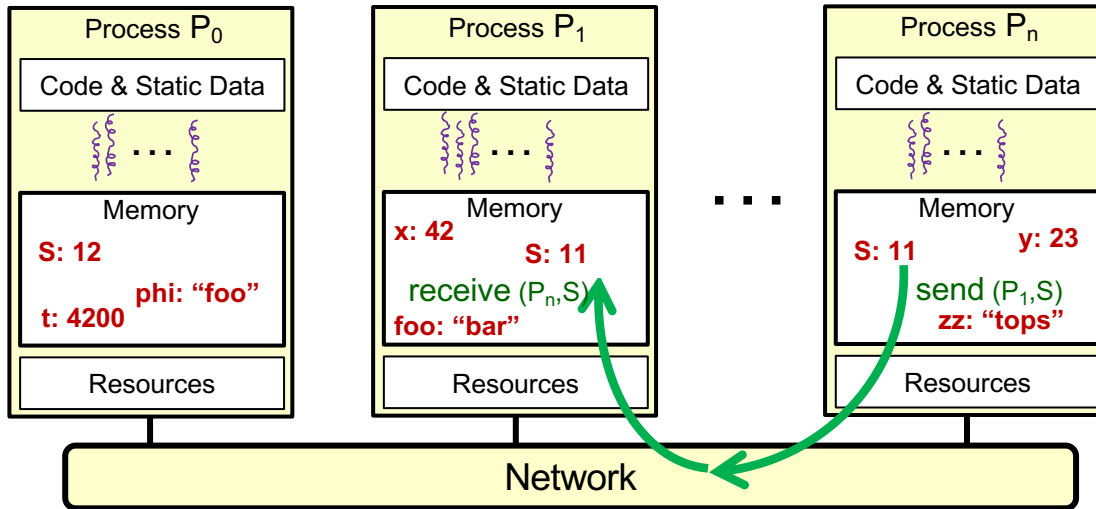 Process P₀
Code & Static Data
...
Memory
S: 12
phi: “foo”
t: 4200
Resources
Process P₁
Code & Static Data
...
Memory
x: 42
S: 11
receive (Pₙ,S)
foo: “bar”
Resources
...
Process Pₙ
Code & Static Data
...
Memory
y: 23
S: 11
send (P₁,S)
zz: “tops”
Resources
Network